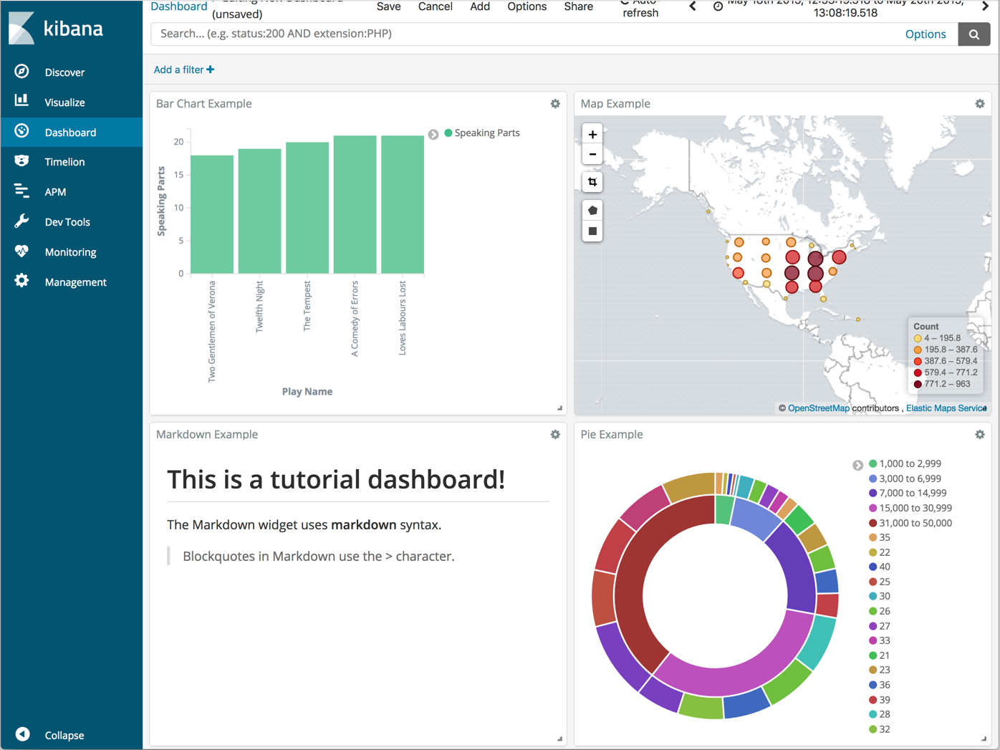 kibana
Discover
Visualize
Dashboard
Timelion
APM
Dev Tools
Monitoring
Management
Collapse
Dashboard
(unsaved)
Save
Cancel
Add
Options
Share
Auto-
refresh
13:08:19.518
Search... (e.g. status:200 AND extension:PHP)
Options
Add a filter +
Bar Chart Example
Speaking Parts
20
15
10
5
0
Speaking Parts
Two Gentlemen of Verona
Twelfth Night
The Tempest
A Comedy of Errors
Loves Labours Lost
Play Name
Map Example
+
−
Count
4 – 195.8
195.8 – 387.6
387.6 – 579.4
579.4 – 771.2
771.2 – 963
© OpenStreetMap contributors , Elastic Maps Service
Markdown Example
This is a tutorial dashboard!
The Markdown widget uses markdown syntax.
Blockquotes in Markdown use the > character.
Pie Example
1,000 to 2,999
3,000 to 6,999
7,000 to 14,999
15,000 to 30,999
31,000 to 50,000
35
22
40
25
30
26
27
33
21
23
36
39
28
32